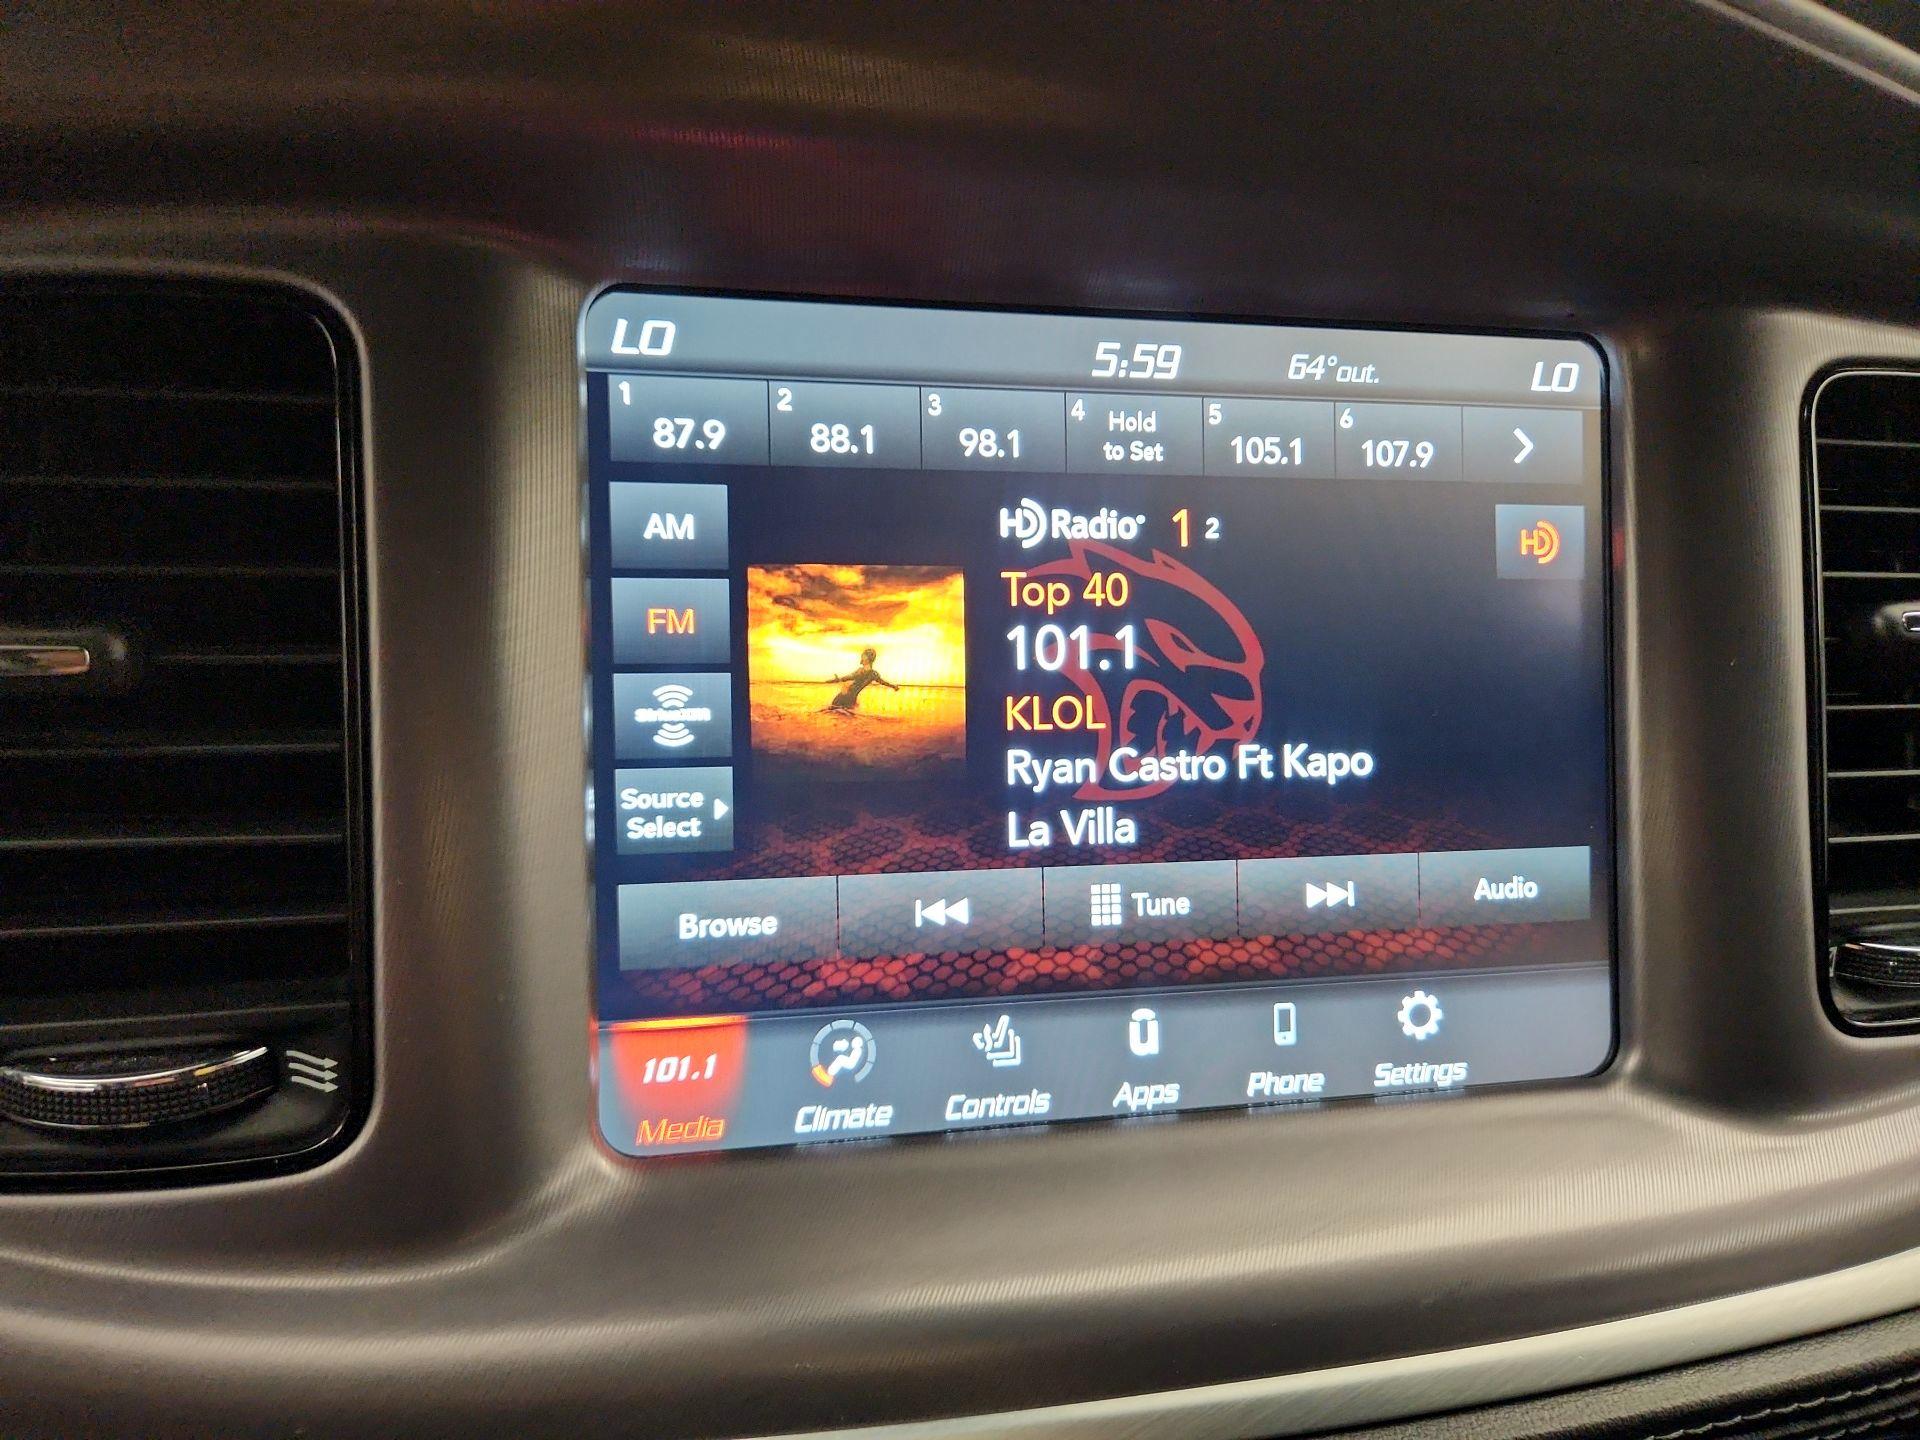 LO 5:59 64°out. LO
1 87.9
2 88.1
3 98.1
4 Hold
to Set
5 105.1
6 107.9
AM
FM
SiriusXM
Source
Select
HD Radio 1 2
HD
Top 40
101.1
KLOL
Ryan Castro Ft Kapo
La Villa
Browse
Tune
Audio
101.1
Media
Climate
Controls
Apps
Phone
Settings